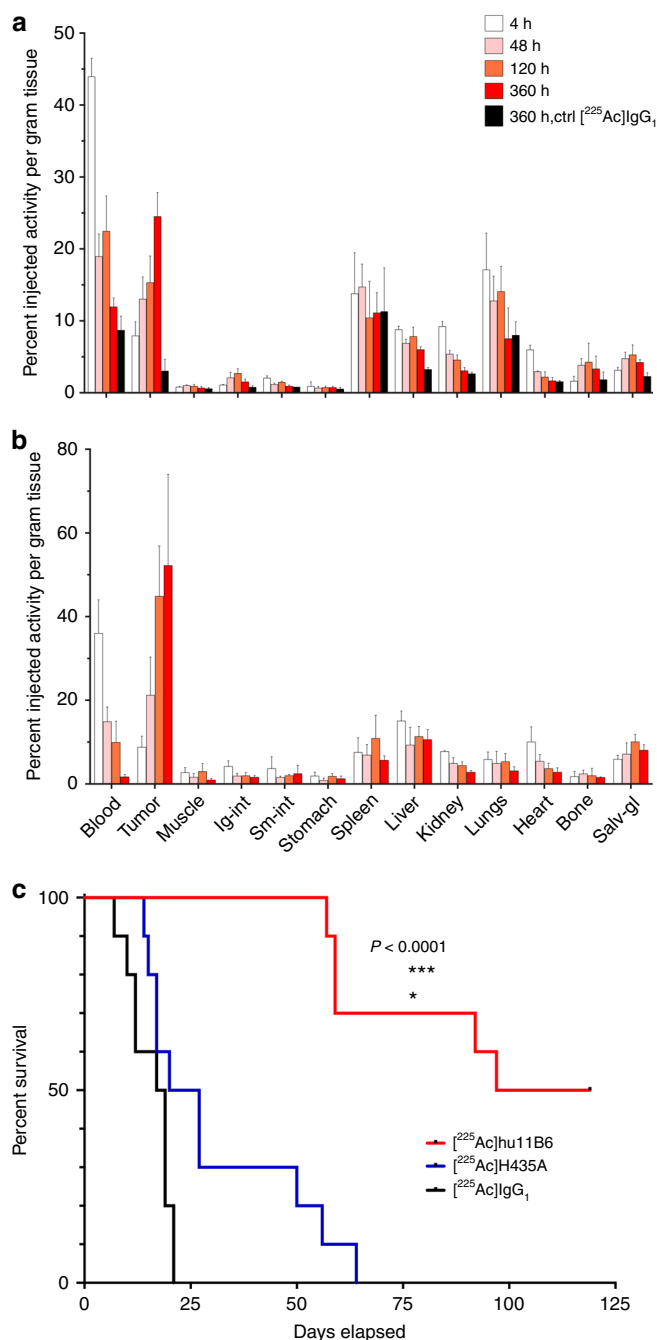 a
4 h
48 h
120 h
360 h
360 h,ctrl [²²⁵Ac]IgG₁
Percent injected activity per gram tissue
50
40
30
20
10
0
b
Percent injected activity per gram tissue
80
60
40
20
0
Blood
Tumor
Muscle
lg-int
Sm-int
Stomach
Spleen
Liver
Kidney
Lungs
Heart
Bone
Salv-gl
c
Percent survival
100
50
0
P < 0.0001
***
*
[²²⁵Ac]hu11B6
[²²⁵Ac]H435A
[²²⁵Ac]IgG₁
0 25 50 75 100 125
Days elapsed